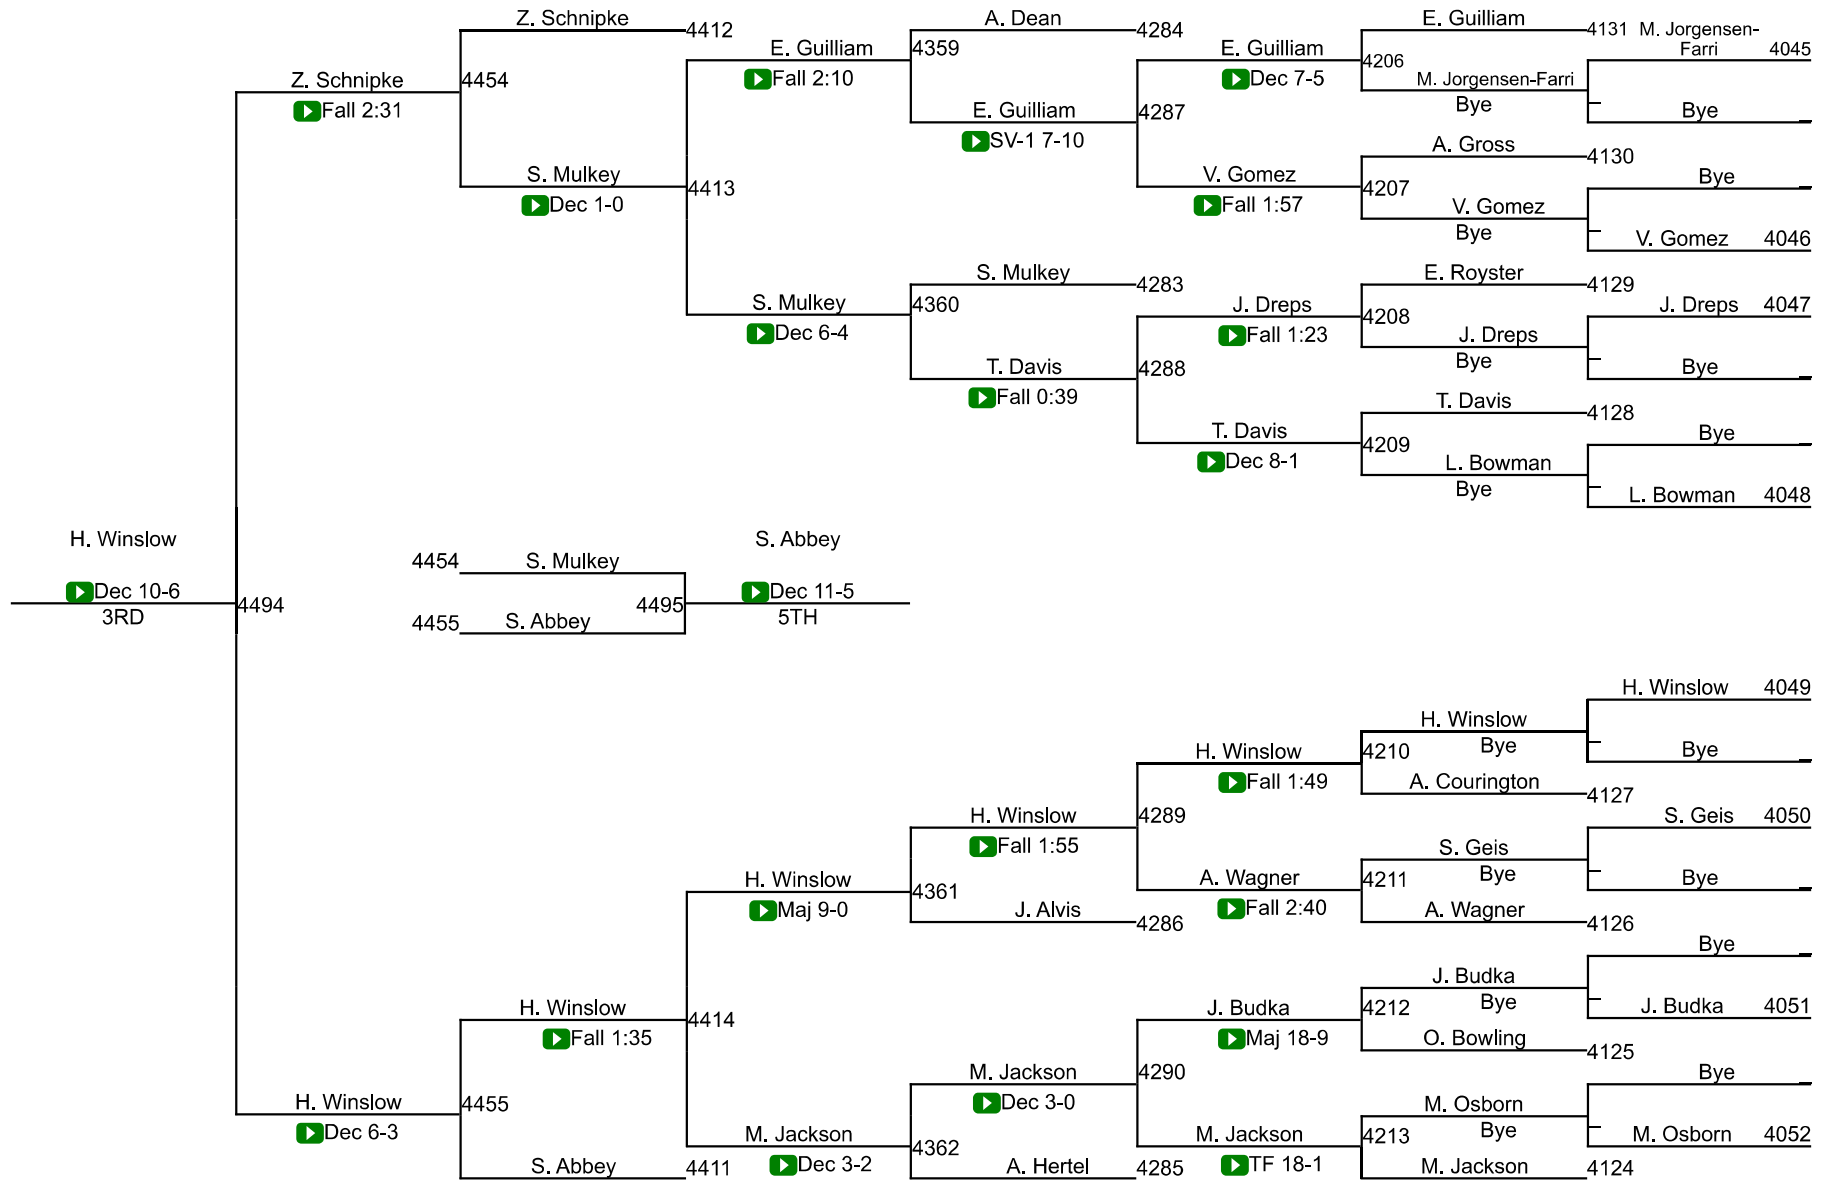 Z. Schnipke
4412
A. Dean
4284
E. Guilliam
4131
M. Jorgensen-
Farri
4045
E. Guilliam
Fall 2:10
4359
E. Guilliam
Dec 7-5
4206
M. Jorgensen-Farri
Bye
Bye
Z. Schnipke
Fall 2:31
4454
E. Guilliam
SV-1 7-10
4287
A. Gross
4130
S. Mulkey
Dec 1-0
4413
V. Gomez
Fall 1:57
4207
V. Gomez
Bye
Bye
V. Gomez
4046
S. Mulkey
4283
E. Royster
4129
S. Mulkey
Dec 6-4
4360
J. Dreps
Fall 1:23
4208
J. Dreps
Bye
J. Dreps
4047
Bye
T. Davis
Fall 0:39
4288
T. Davis
4128
T. Davis
Dec 8-1
4209
L. Bowman
Bye
Bye
L. Bowman
4048
H. Winslow
Dec 10-6
3RD
4494
4454
S. Mulkey
4455
S. Abbey
4495
S. Abbey
Dec 11-5
5TH
H. Winslow
4049
H. Winslow
Bye
Bye
H. Winslow
Fall 1:49
4210
A. Courington
4127
H. Winslow
Fall 1:55
4289
S. Geis
4050
S. Geis
Bye
Bye
H. Winslow
Maj 9-0
4361
A. Wagner
Fall 2:40
4211
A. Wagner
4126
J. Alvis
4286
Bye
H. Winslow
Fall 1:35
4414
J. Budka
Maj 18-9
4212
J. Budka
Bye
J. Budka
4051
O. Bowling
4125
M. Jackson
Dec 3-0
4290
Bye
H. Winslow
Dec 6-3
4455
M. Osborn
Bye
M. Osborn
4052
M. Jackson
Dec 3-2
4362
M. Jackson
TF 18-1
4213
S. Abbey
4411
A. Hertel
4285
M. Jackson
4124